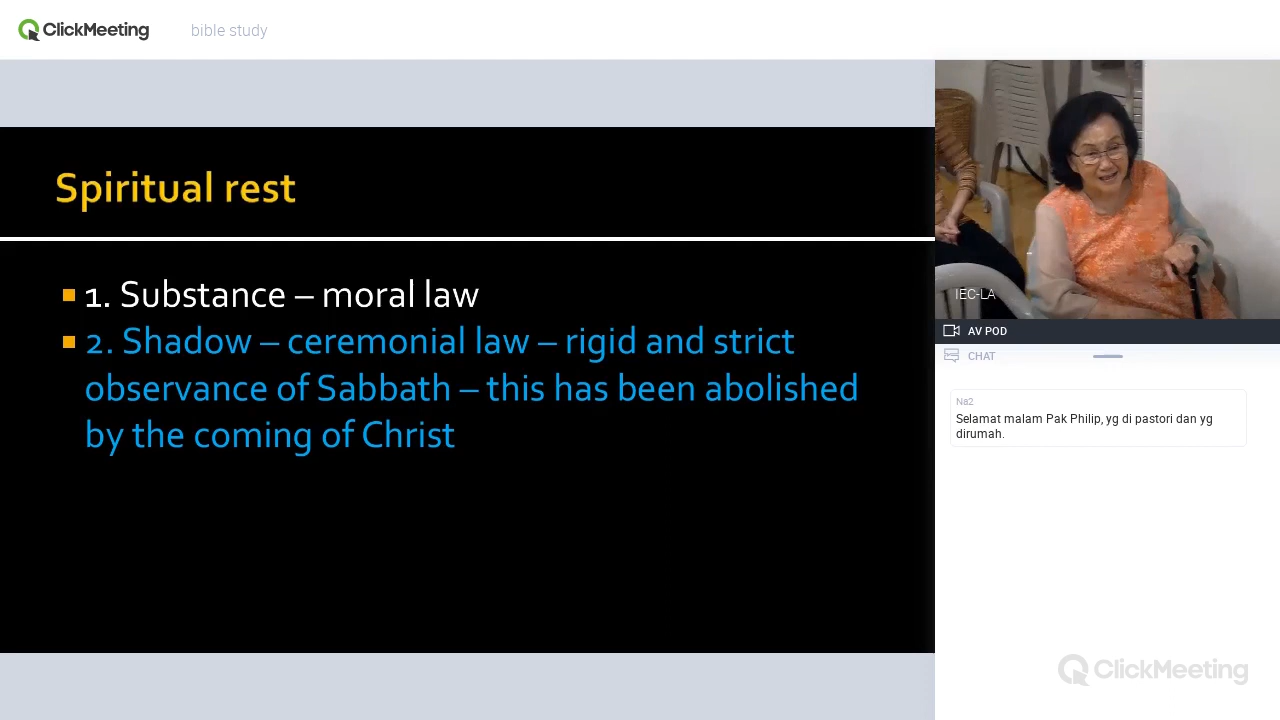 ClickMeeting
bible study
Spiritual rest
1. Substance – moral law
2. Shadow – ceremonial law – rigid and strict
observance of Sabbath – this has been abolished
by the coming of Christ
IEC-LA
AV POD
CHAT
Na2
Selamat malam Pak Philip, yg di pastori dan yg
dirumah.
ClickMeeting